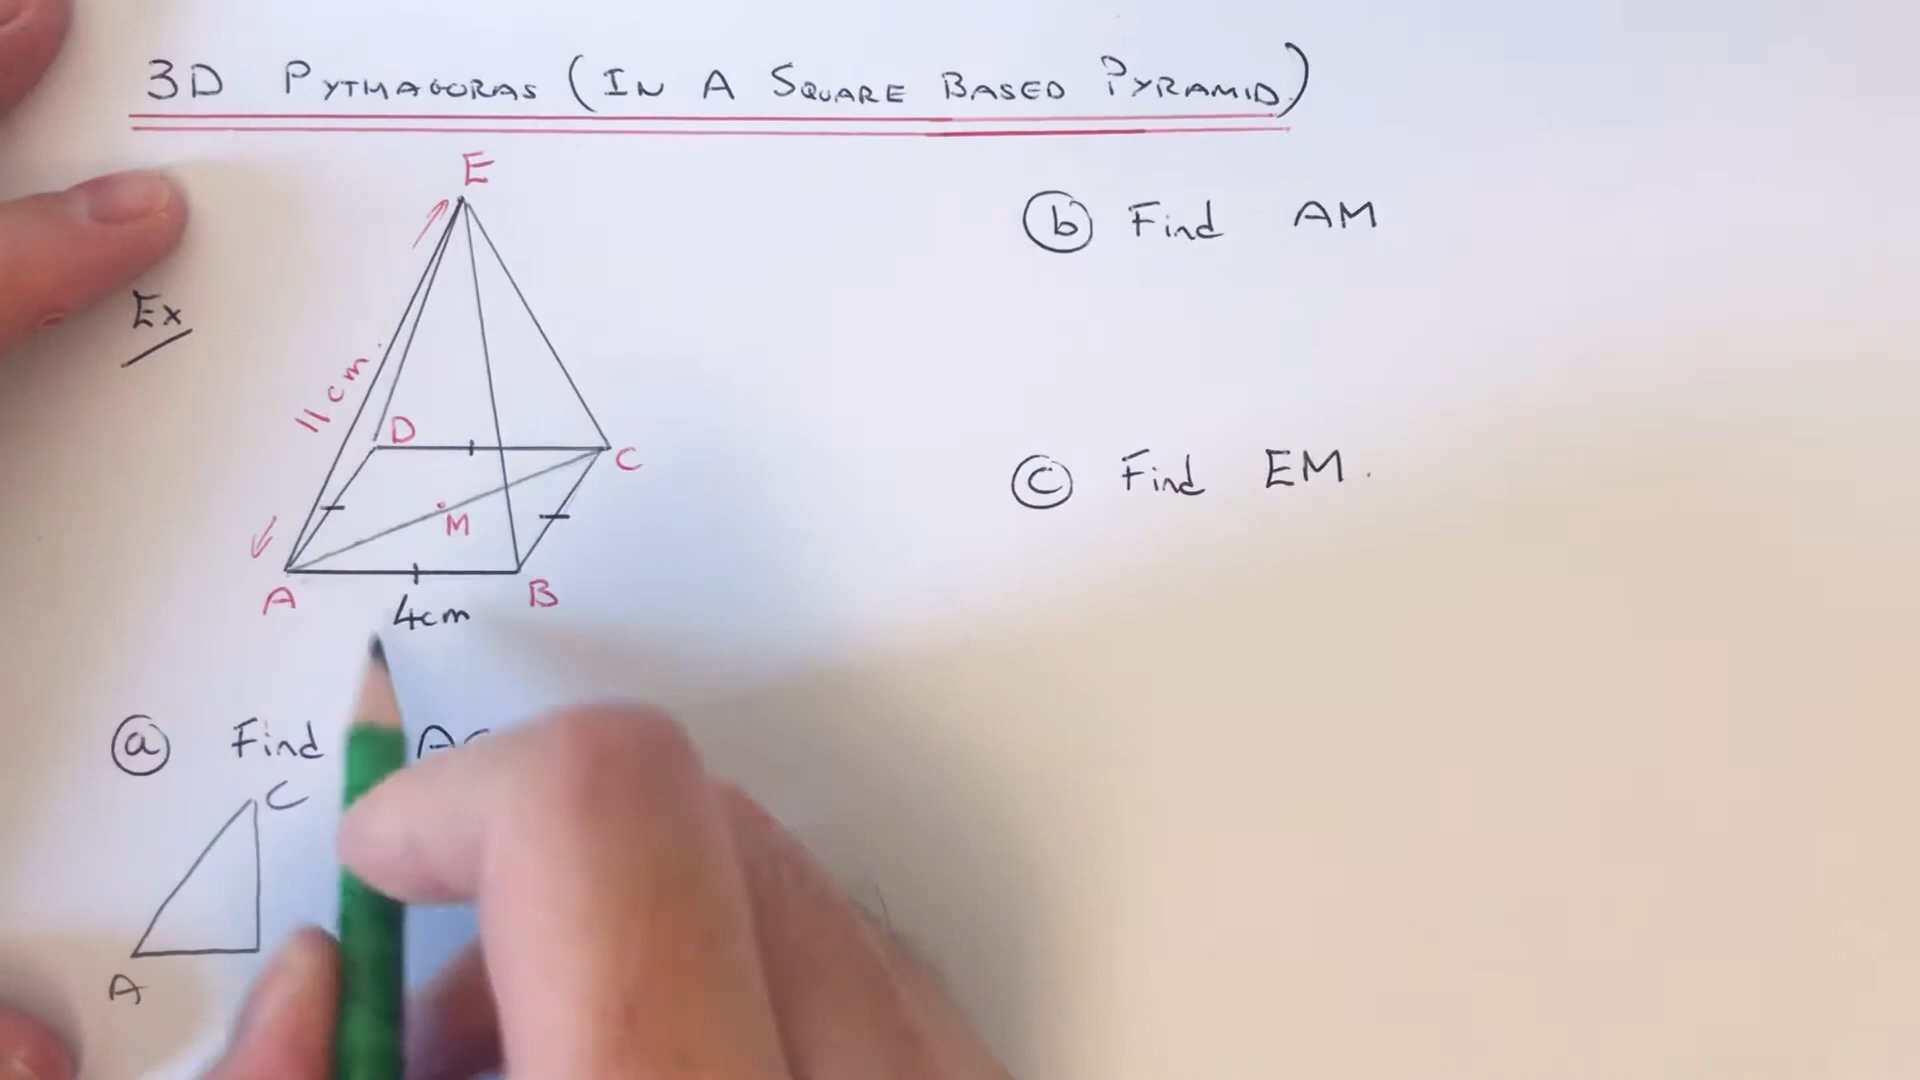 3D PYTHAGORAS (IN A SQUARE BASED PYRAMID.)
E
Ex
11cm
D
C
M
A
B
4cm
a Find
C
A
b Find AM
c Find EM.